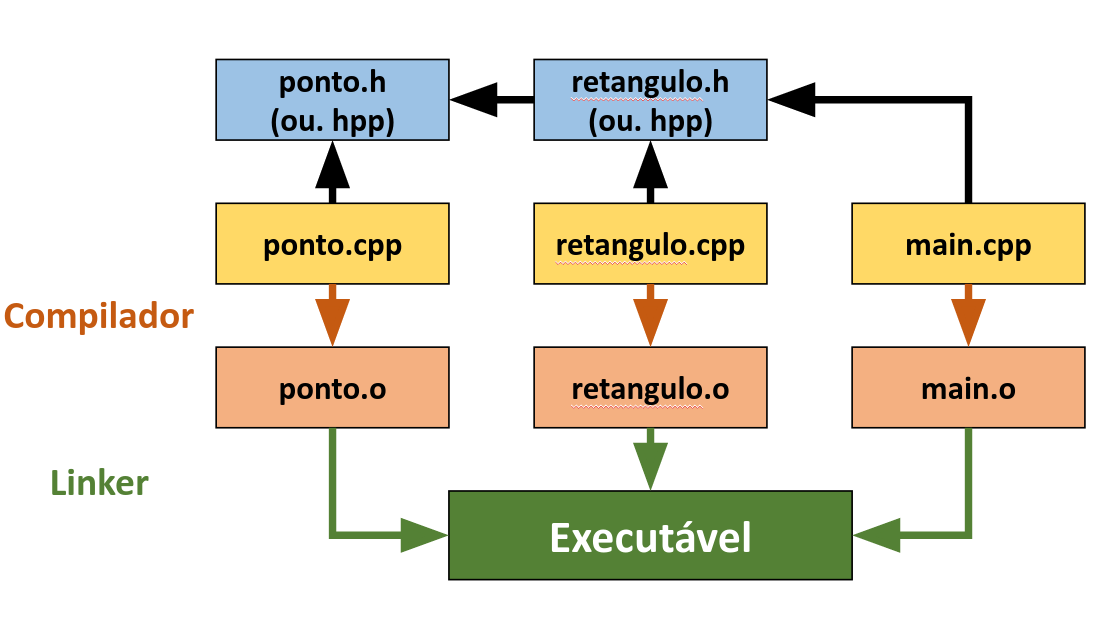 ponto.h
(ou. hpp)
retangulo.h
(ou. hpp)
ponto.cpp
retangulo.cpp
main.cpp
Compilador
ponto.o
retangulo.o
main.o
Linker
Executável